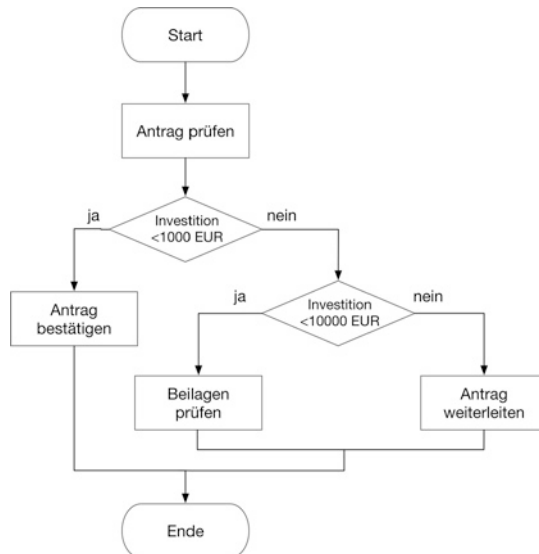 Start
Antrag prüfen
ja
nein
Investition
<1000 EUR
Antrag
bestätigen
ja
nein
Investition
<10000 EUR
Beilagen
prüfen
Antrag
weiterleiten
Ende